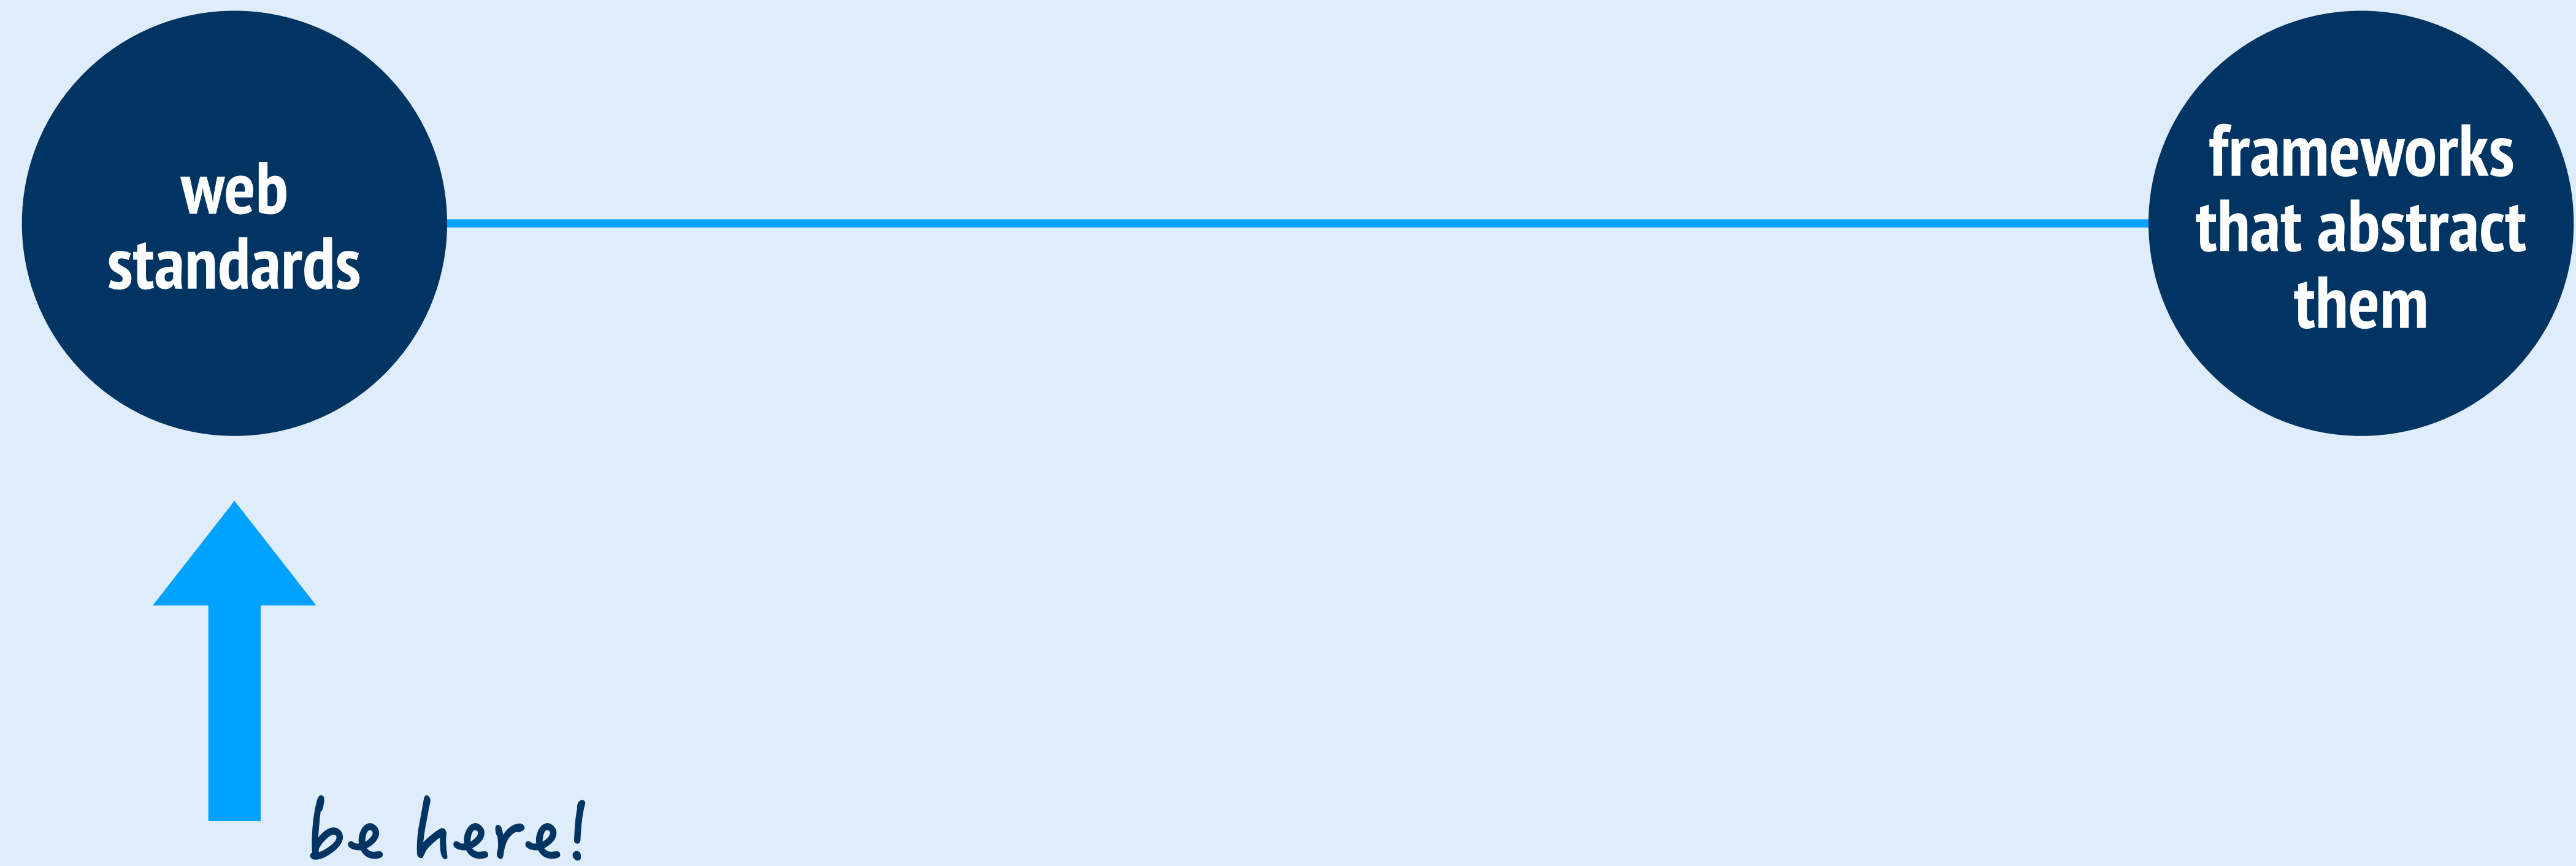 web
standards
frameworks
that abstract
them
be here!